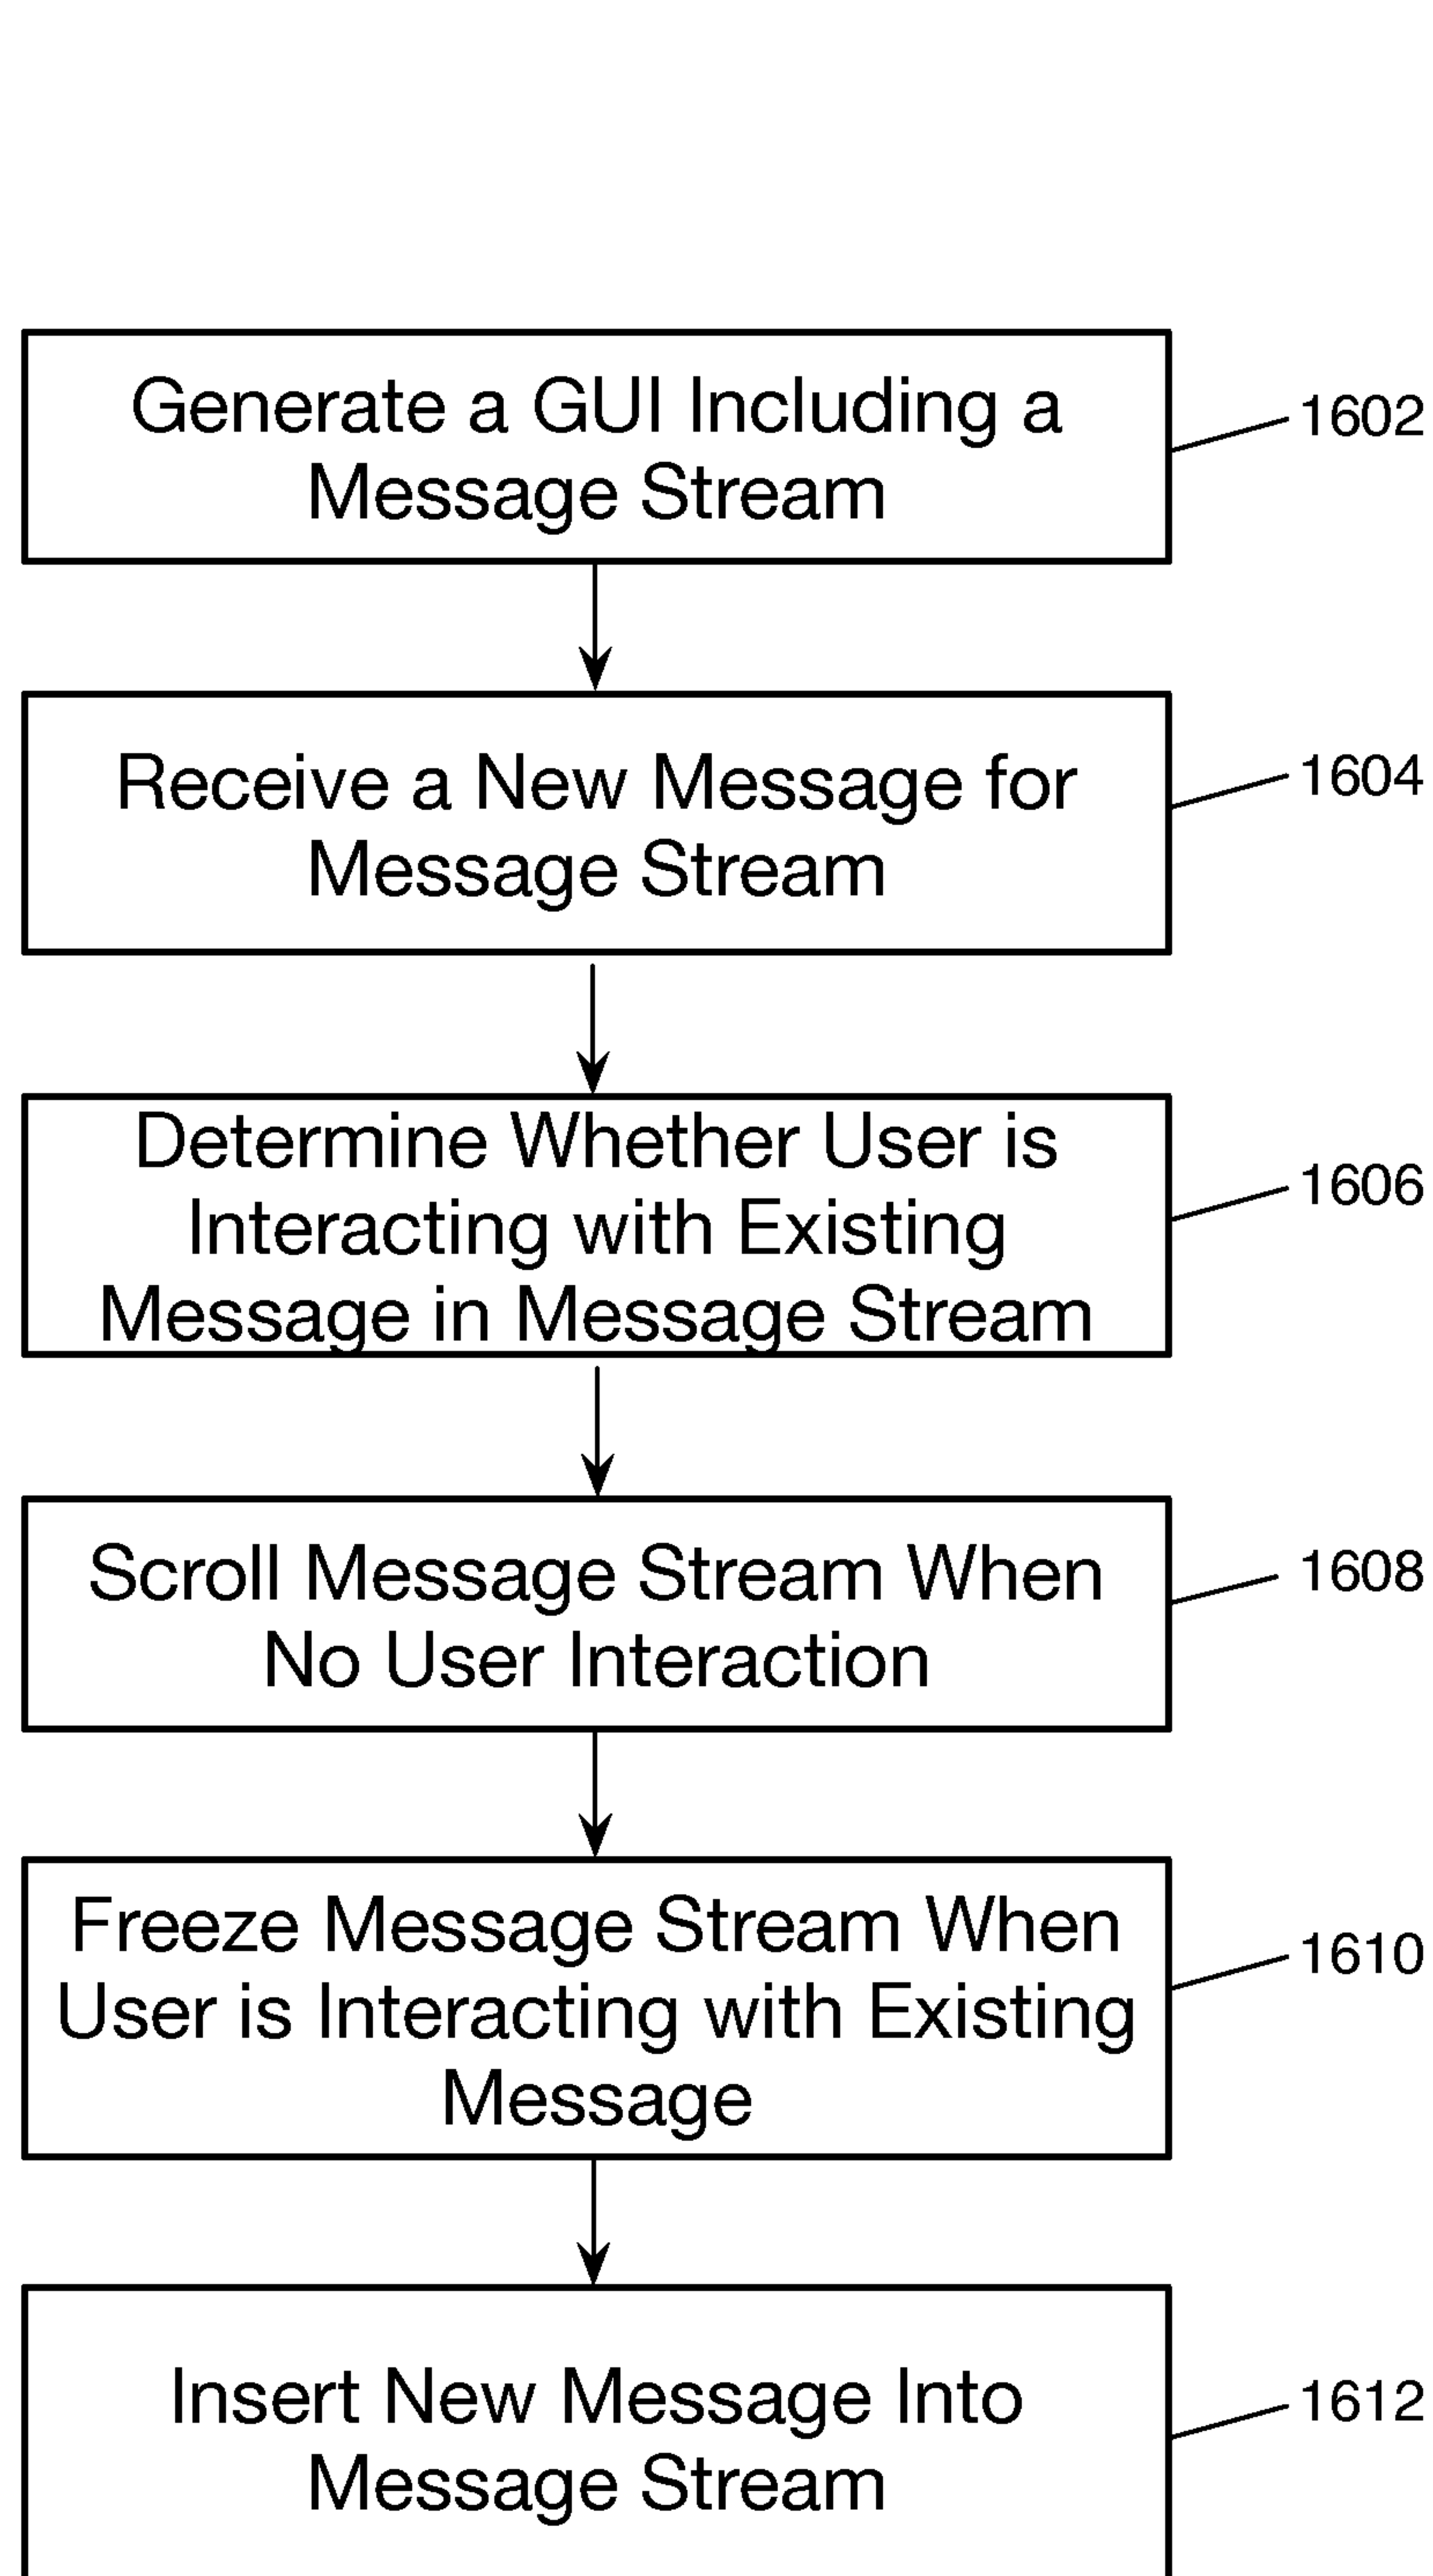 Generate a GUI Including a
Message Stream
1602
Receive a New Message for
Message Stream
1604
Determine Whether User is
Interacting with Existing
Message in Message Stream
1606
Scroll Message Stream When
No User Interaction
1608
Freeze Message Stream When
User is Interacting with Existing
Message
1610
Insert New Message Into
Message Stream
1612